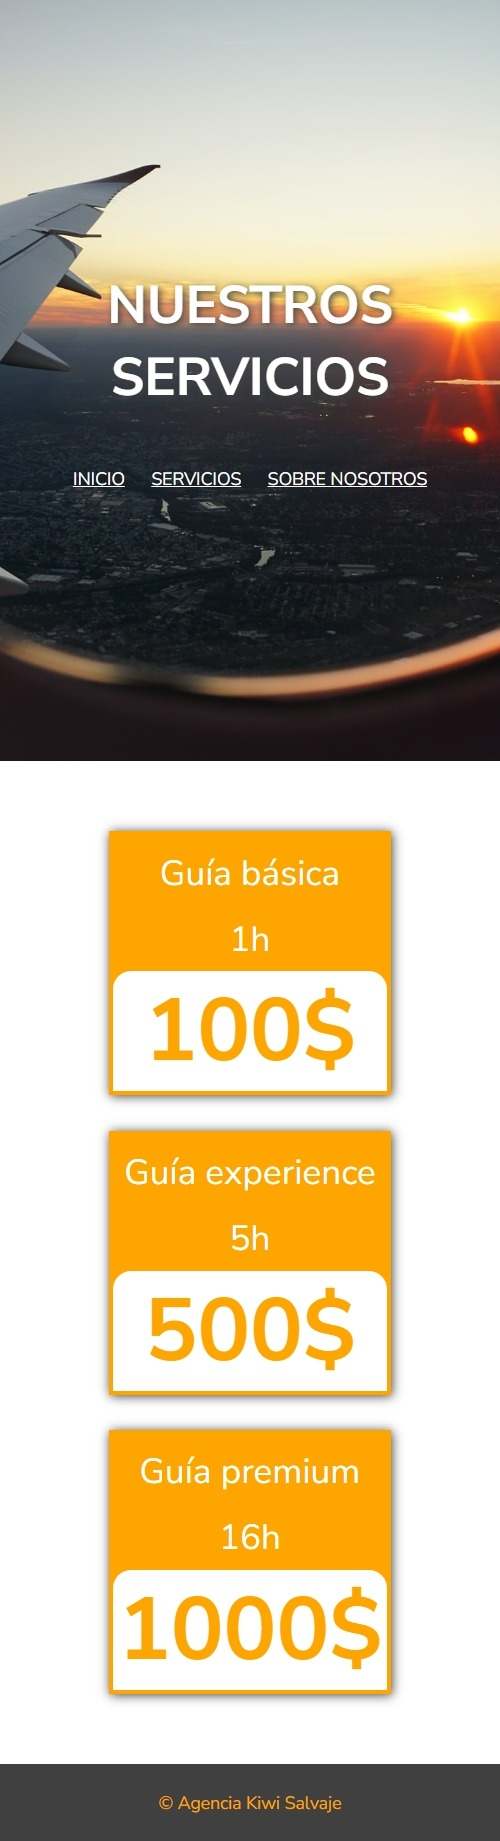 NUESTROS
SERVICIOS
INICIO SERVICIOS SOBRE NOSOTROS
Guía básica
1h
100$
Guía experience
5h
500$
Guía premium
16h
1000$
© Agencia Kiwi Salvaje